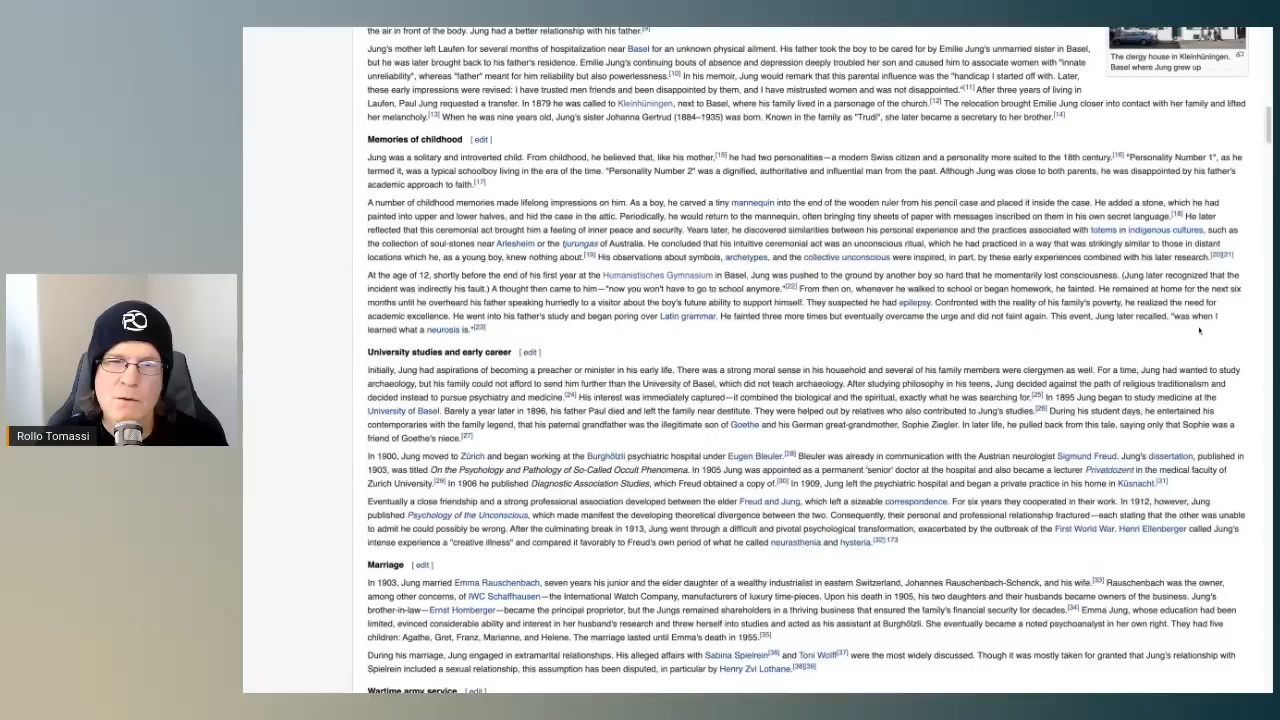 the air in front of the body. Jung had a better relationship with his father.
Jung's mother left Laufen for several months of hospitalization near Basel for an unknown physical ailment. His father took the boy to be cared for by Emilie Jung's unmarried sister in Basel,
but he was later brought back to his father's residence. Emilie Jung's continuing bouts of absence and depression deeply troubled her son and caused him to associate women with "innate
unreliability", whereas "father" meant for him reliability but also powerlessness.[10] In his memoir, Jung would remark that this parental influence was the "handicap I started off with. Later,
these early impressions were revised: I have trusted men friends and been disappointed by them, and I have mistrusted women and was not disappointed."[11] After three years of living in
Laufen, Paul Jung requested a transfer. In 1879 he was called to Kleinhüningen, next to Basel, where his family lived in a parsonage of the church.[12] The relocation brought Emilie Jung closer into contact with her family and lifted
her melancholy.[13] When he was nine years old, Jung's sister Johanna Gertrud (1884–1935) was born. Known in the family as "Trudi", she later became a secretary to her brother.[14]
The clergy house in Kleinhüningen,
Basel where Jung grew up
Memories of childhood [ edit ]
Jung was a solitary and introverted child. From childhood, he believed that, like his mother,[15] he had two personalities—a modern Swiss citizen and a personality more suited to the 18th century.[16] "Personality Number 1", as he
termed it, was a typical schoolboy living in the era of the time. "Personality Number 2" was a dignified, authoritative and influential man from the past. Although Jung was close to both parents, he was disappointed by his father's
academic approach to faith.[17]
A number of childhood memories made lifelong impressions on him. As a boy, he carved a tiny mannequin into the end of the wooden ruler from his pencil case and placed it inside the case. He added a stone, which he had
painted into upper and lower halves, and hid the case in the attic. Periodically, he would return to the mannequin, often bringing tiny sheets of paper with messages inscribed on them in his own secret language.[18] He later
reflected that this ceremonial act brought him a feeling of inner peace and security. Years later, he discovered similarities between his personal experience and the practices associated with totems in indigenous cultures, such as
the collection of soul-stones near Arlesheim or the tjurungas of Australia. He concluded that his intuitive ceremonial act was an unconscious ritual, which he had practiced in a way that was strikingly similar to those in distant
locations which he, as a young boy, knew nothing about.[19] His observations about symbols, archetypes, and the collective unconscious were inspired, in part, by these early experiences combined with his later research.[20][21]
At the age of 12, shortly before the end of his first year at the Humanistisches Gymnasium in Basel, Jung was pushed to the ground by another boy so hard that he momentarily lost consciousness. (Jung later recognized that the
incident was indirectly his fault.) A thought then came to him—"now you won't have to go to school anymore."[22] From then on, whenever he walked to school or began homework, he fainted. He remained at home for the next six
months until he overheard his father speaking hurriedly to a visitor about the boy's future ability to support himself. They suspected he had epilepsy. Confronted with the reality of his family's poverty, he realized the need for
academic excellence. He went into his father's study and began poring over Latin grammar. He fainted three more times but eventually overcame the urge and did not faint again. This event, Jung later recalled, "was when I
learned what a neurosis is."[23]
University studies and early career [ edit ]
Initially, Jung had aspirations of becoming a preacher or minister in his early life. There was a strong moral sense in his household and several of his family members were clergymen as well. For a time, Jung had wanted to study
archaeology, but his family could not afford to send him further than the University of Basel, which did not teach archaeology. After studying philosophy in his teens, Jung decided against the path of religious traditionalism and
decided instead to pursue psychiatry and medicine.[24] His interest was immediately captured—it combined the biological and the spiritual, exactly what he was searching for.[25] In 1895 Jung began to study medicine at the
University of Basel. Barely a year later in 1896, his father Paul died and left the family near destitute. They were helped out by relatives who also contributed to Jung's studies.[26] During his student days, he entertained his
contemporaries with the family legend, that his paternal grandfather was the illegitimate son of Goethe and his German great-grandmother, Sophie Ziegler. In later life, he pulled back from this tale, saying only that Sophie was a
friend of Goethe's niece.[27]
In 1900, Jung moved to Zürich and began working at the Burghölzli psychiatric hospital under Eugen Bleuler.[28] Bleuler was already in communication with the Austrian neurologist Sigmund Freud. Jung's dissertation, published in
1903, was titled On the Psychology and Pathology of So-Called Occult Phenomena. In 1905 Jung was appointed as a permanent 'senior' doctor at the hospital and also became a lecturer Privatdozent in the medical faculty of
Zurich University.[29] In 1906 he published Diagnostic Association Studies, which Freud obtained a copy of.[30] In 1909, Jung left the psychiatric hospital and began a private practice in his home in Küsnacht.[31]
Eventually a close friendship and a strong professional association developed between the elder Freud and Jung, which left a sizeable correspondence. For six years they cooperated in their work. In 1912, however, Jung
published Psychology of the Unconscious, which made manifest the developing theoretical divergence between the two. Consequently, their personal and professional relationship fractured—each stating that the other was unable
to admit he could possibly be wrong. After the culminating break in 1913, Jung went through a difficult and pivotal psychological transformation, exacerbated by the outbreak of the First World War. Henri Ellenberger called Jung's
intense experience a "creative illness" and compared it favorably to Freud's own period of what he called neurasthenia and hysteria.[32]:173
Marriage [ edit ]
In 1903, Jung married Emma Rauschenbach, seven years his junior and the elder daughter of a wealthy industrialist in eastern Switzerland, Johannes Rauschenbach-Schenck, and his wife.[33] Rauschenbach was the owner,
among other concerns, of IWC Schaffhausen—the International Watch Company, manufacturers of luxury time-pieces. Upon his death in 1905, his two daughters and their husbands became owners of the business. Jung's
brother-in-law—Ernst Homberger—became the principal proprietor, but the Jungs remained shareholders in a thriving business that ensured the family's financial security for decades.[34] Emma Jung, whose education had been
limited, evinced considerable ability and interest in her husband's research and threw herself into studies and acted as his assistant at Burghölzli. She eventually became a noted psychoanalyst in her own right. They had five
children: Agathe, Gret, Franz, Marianne, and Helene. The marriage lasted until Emma's death in 1955.[35]
During his marriage, Jung engaged in extramarital relationships. His alleged affairs with Sabina Spielrein[36] and Toni Wolff[37] were the most widely discussed. Though it was mostly taken for granted that Jung's relationship with
Spielrein included a sexual relationship, this assumption has been disputed, in particular by Henry Zvi Lothane.[38][39]
Wartime army service [ edit ]
Rollo Tomassi